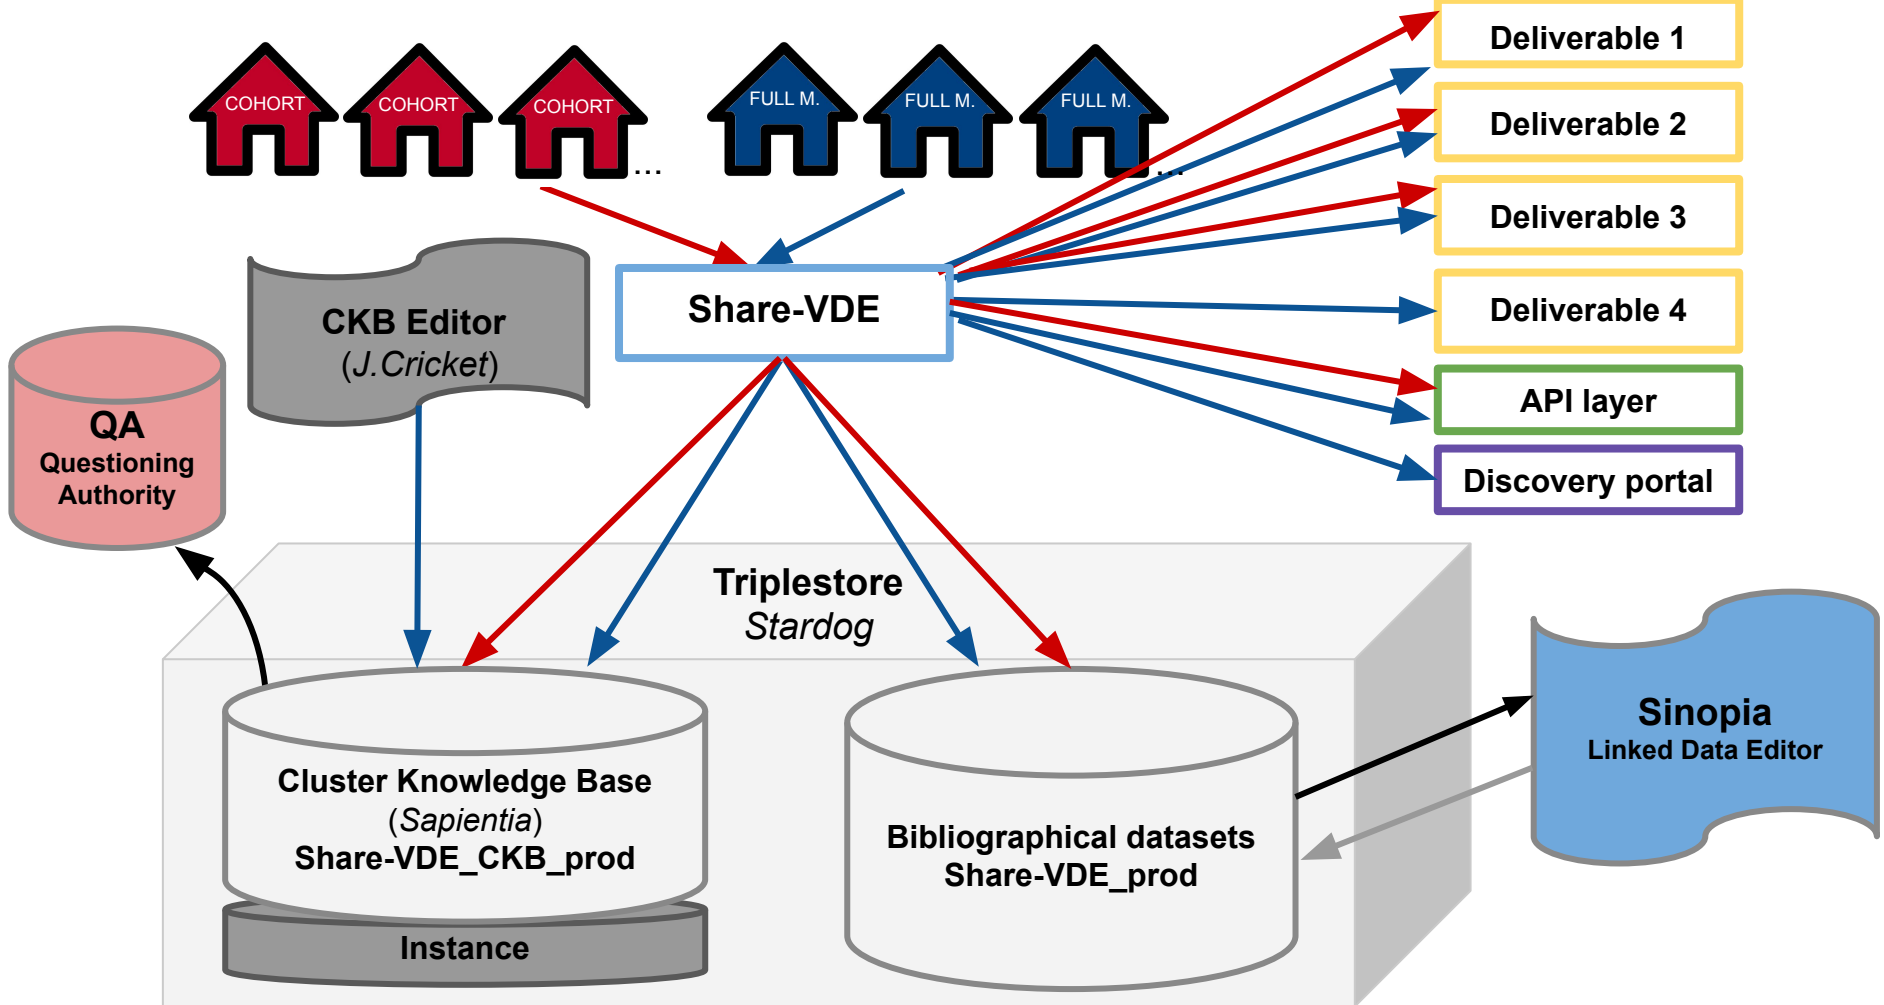 COHORT
COHORT
COHORT
...
FULL M.
FULL M.
FULL M.
...
Deliverable 1
Deliverable 2
Deliverable 3
Deliverable 4
API layer
Discovery portal
Share-VDE
CKB Editor
(J.Cricket)
QA
Questioning
Authority
Triplestore
Stardog
Cluster Knowledge Base
(Sapientia)
Share-VDE_CKB_prod
Instance
Bibliographical datasets
Share-VDE_prod
Sinopia
Linked Data Editor